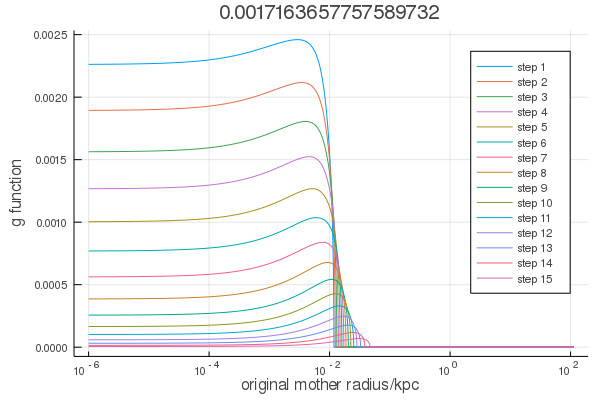 0.0017163657757589732
g function
0.0025
0.0020
0.0015
0.0010
0.0005
0.0000
step 1
step 2
step 3
step 4
step 5
step 6
step 7
step 8
step 9
step 10
step 11
step 12
step 13
step 14
step 15
10^-6 10^-4 10^-2 10^0 10^2
original mother radius/kpc